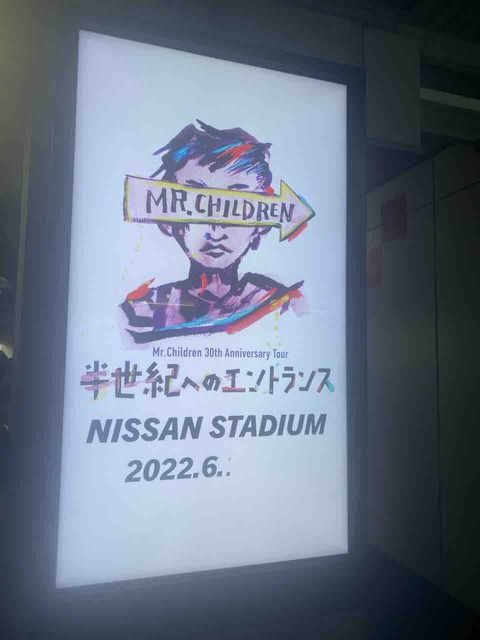 MR.CHILDREN
Mr.Children 30th Anniversary Tour
半世紀へのエントランス
NISSAN STADIUM
2022.6.